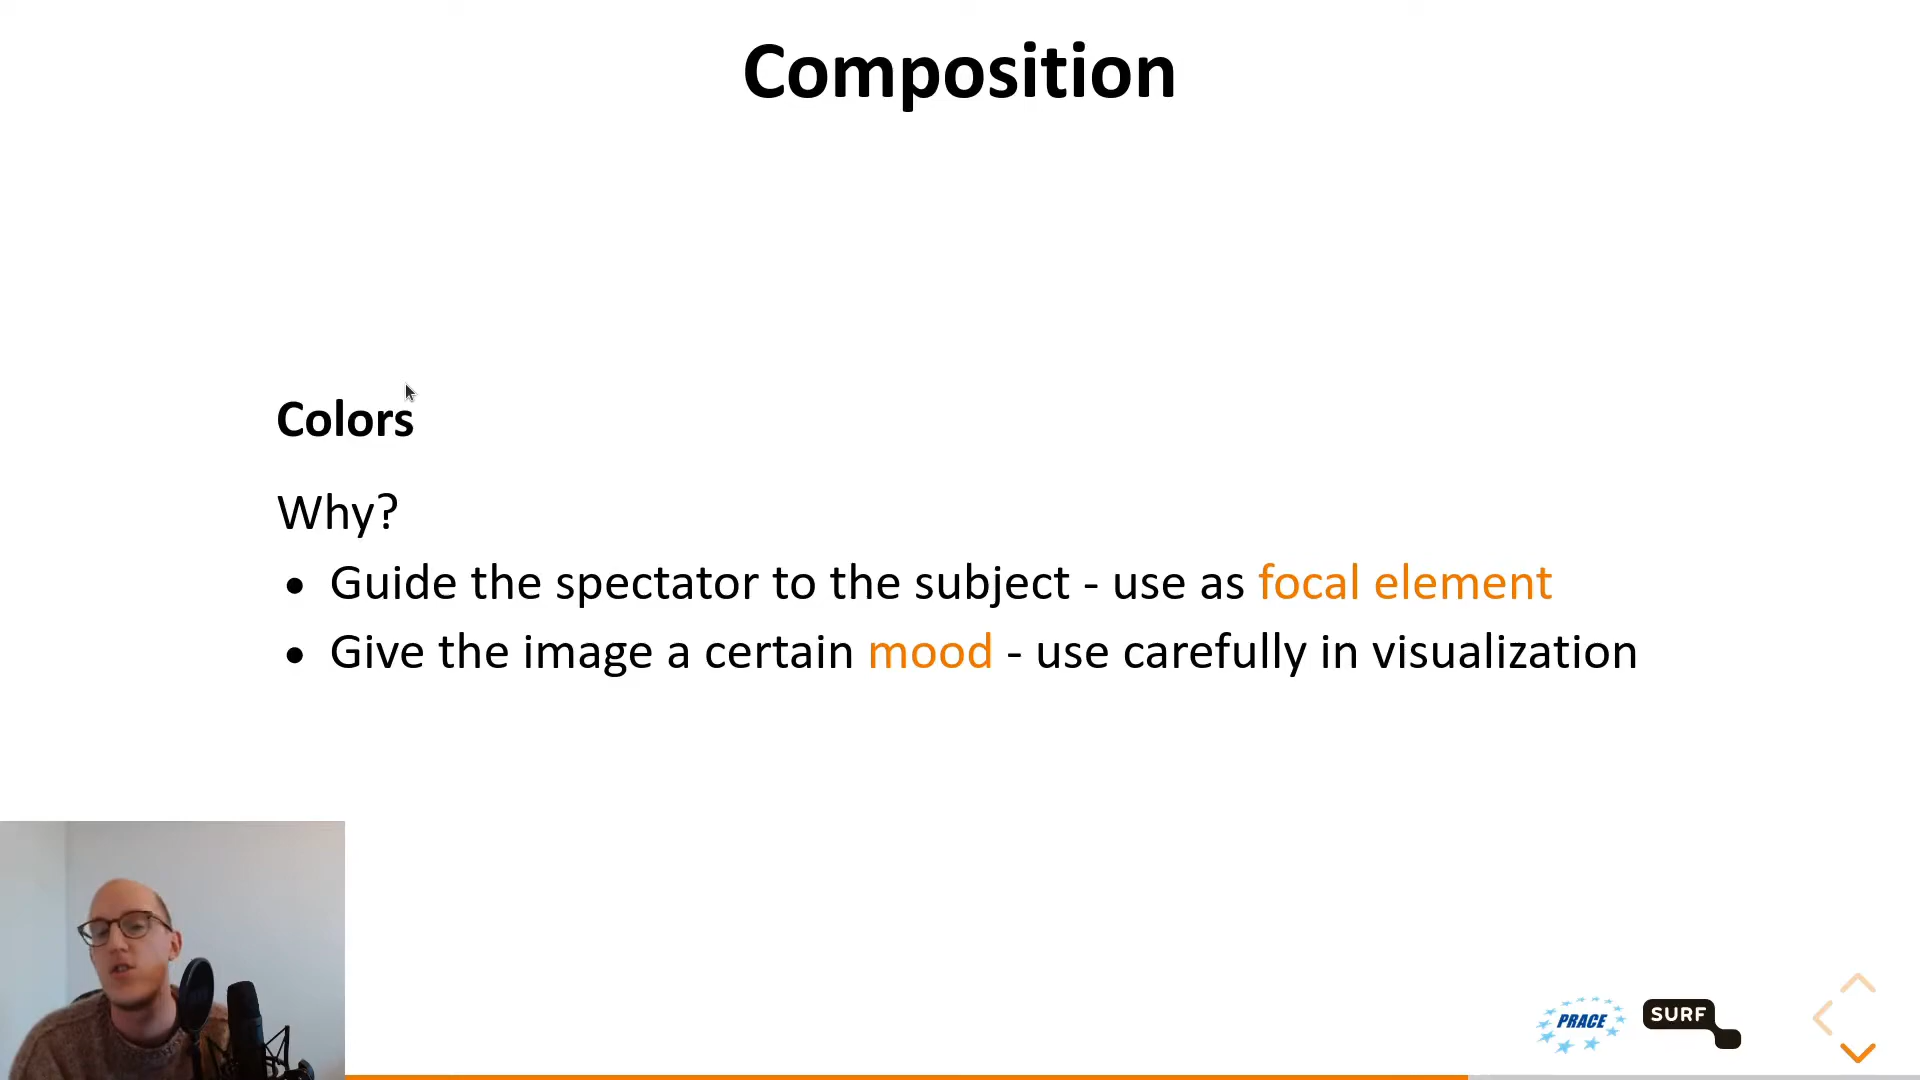 Composition
Colors
Why?
• Guide the spectator to the subject - use as focal element
• Give the image a certain mood - use carefully in visualization
PRACE
SURF